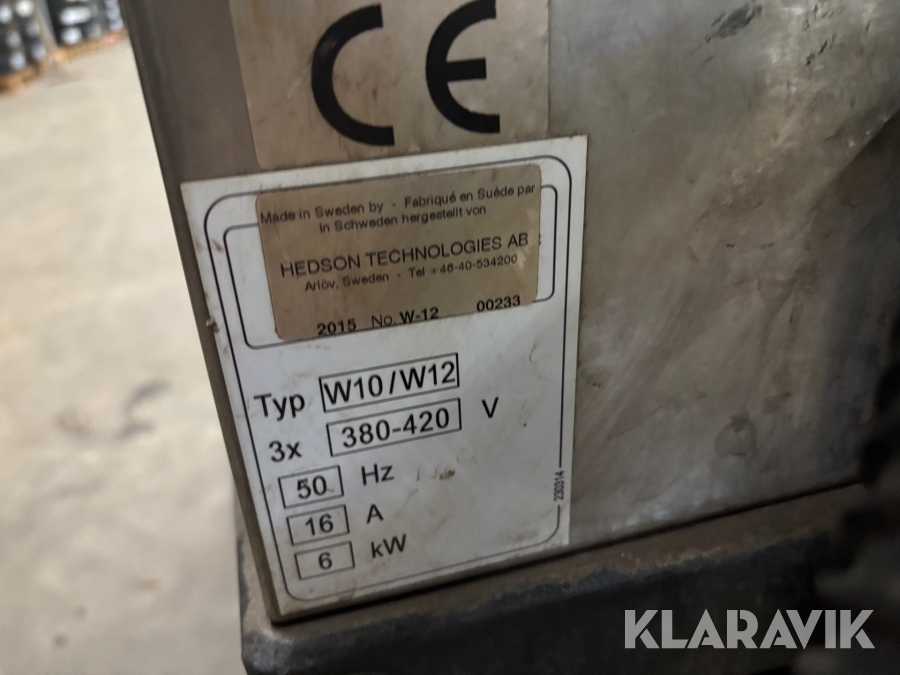 CE
Made in Sweden by - Fabriqué en Suède par
in Schweden hergestellt von
HEDSON TECHNOLOGIES AB
Arlöv, Sweden - Tel +46-40-534200
2015 No. W-12 00233
Typ W10/W12
3x 380-420 V
50 Hz
16 A
6 kW
230314
KLARAVIK